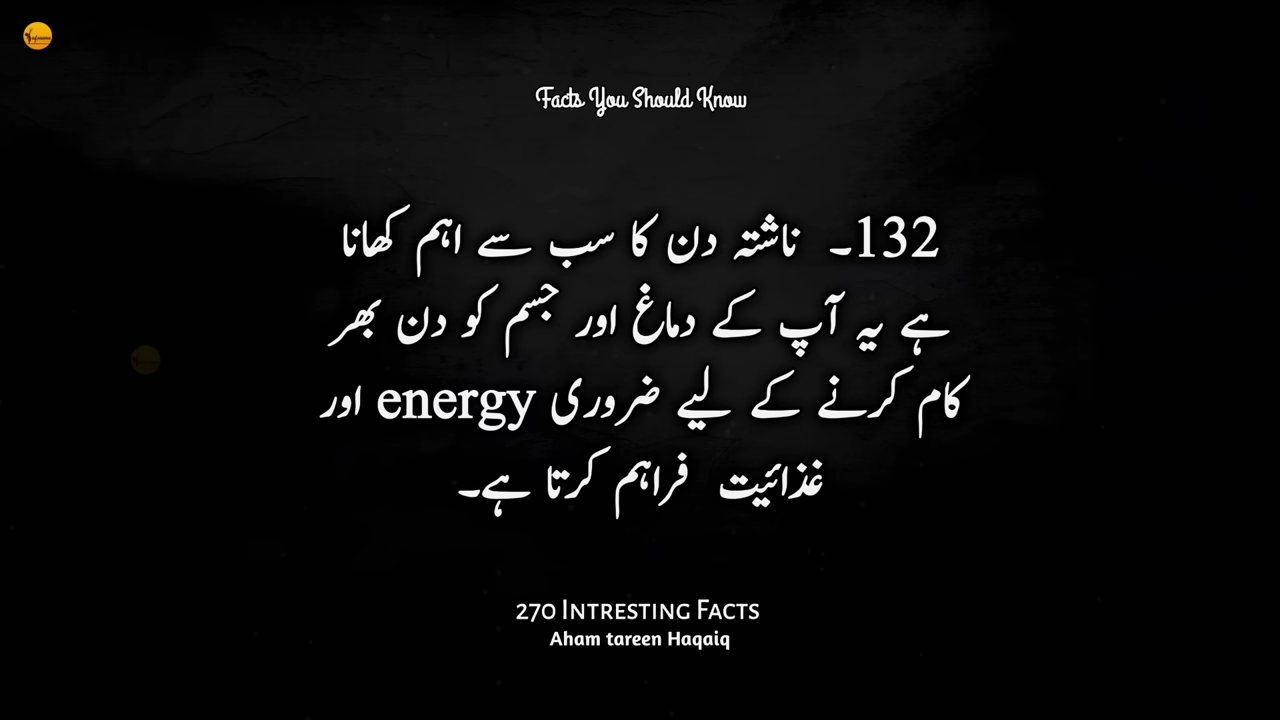 Facts You Should Know
132۔ ناشتہ دن کا سب سے اہم کھانا
ہے یہ آپ کے دماغ اور جسم کو دن بھر
کام کرنے کے لیے ضروری energy اور
غذائیت فراہم کرتا ہے۔
270 Intresting Facts
Aham tareen Haqaiq